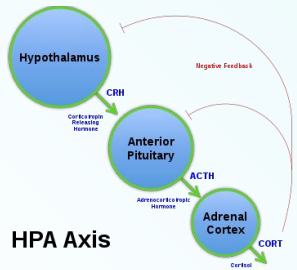 Hypothalamus
CRH
Negative Feedback
Corticotropin
Releasing
Hormone
Anterior
Pituitary
ACTH
Adrenocorticotropic
Hormone
Adrenal
Cortex
CORT
Cortisol
HPA Axis